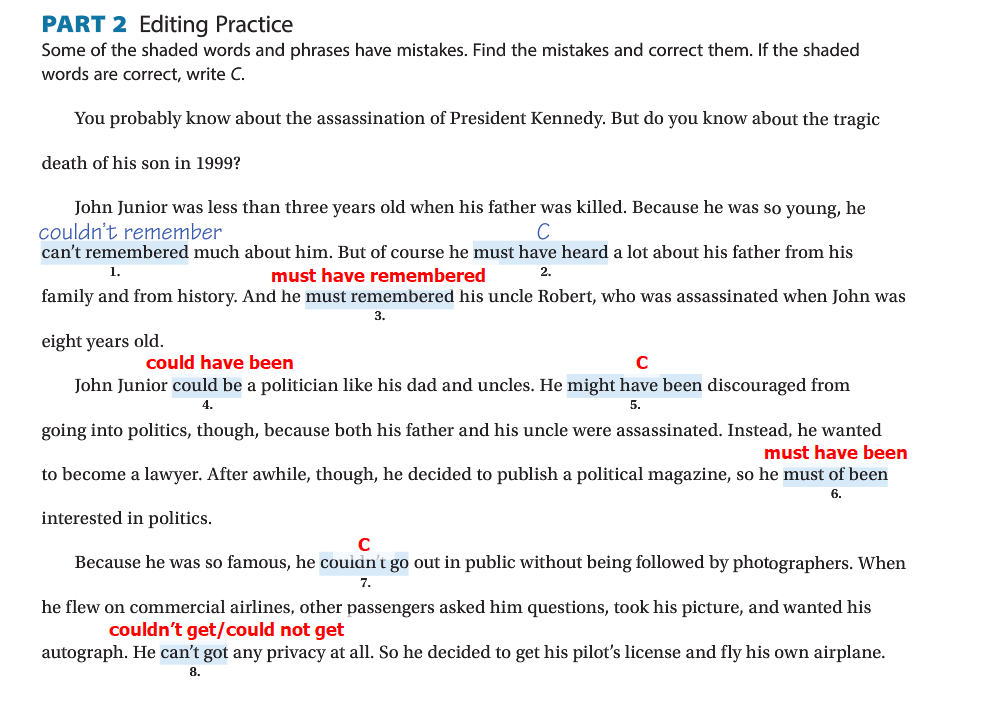 PART 2 Editing Practice
Some of the shaded words and phrases have mistakes. Find the mistakes and correct them. If the shaded
words are correct, write C.
You probably know about the assassination of President Kennedy. But do you know about the tragic
death of his son in 1999?
John Junior was less than three years old when his father was killed. Because he was so young, he
couldn't remember C
can't remembered much about him. But of course he must have heard a lot about his father from his
1. 2.
must have remembered
family and from history. And he must remembered his uncle Robert, who was assassinated when John was
3.
eight years old.
could have been C
John Junior could be a politician like his dad and uncles. He might have been discouraged from
4. 5.
going into politics, though, because both his father and his uncle were assassinated. Instead, he wanted
must have been
to become a lawyer. After awhile, though, he decided to publish a political magazine, so he must of been
6.
interested in politics.
C
Because he was so famous, he couldn't go out in public without being followed by photographers. When
7.
he flew on commercial airlines, other passengers asked him questions, took his picture, and wanted his
couldn't get/could not get
autograph. He can't got any privacy at all. So he decided to get his pilot's license and fly his own airplane.
8.